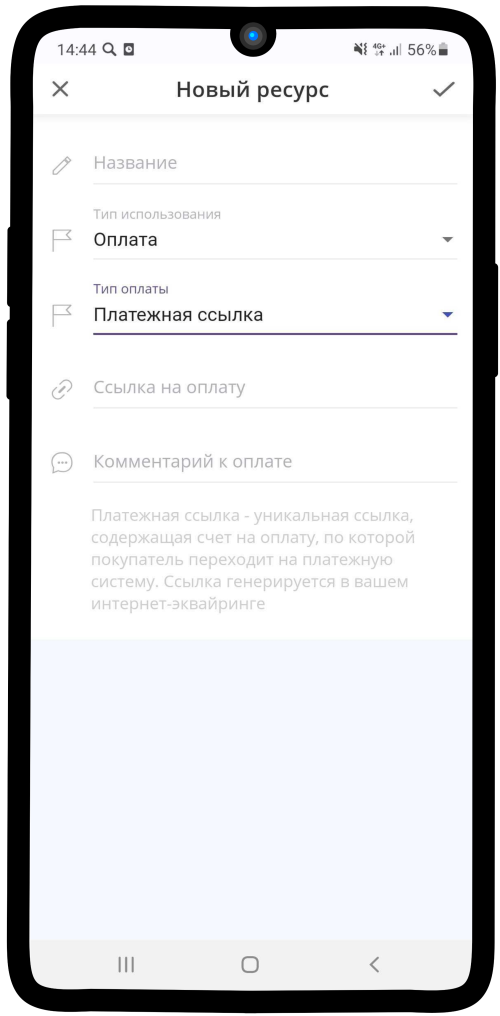 14:44
4G+ 56%
Новый ресурс
Название
Тип использования
Оплата
Тип оплаты
Платежная ссылка
Ссылка на оплату
Комментарий к оплате
Платежная ссылка - уникальная ссылка,
содержащая счет на оплату, по которой
покупатель переходит на платежную
систему. Ссылка генерируется в вашем
интернет-эквайринге